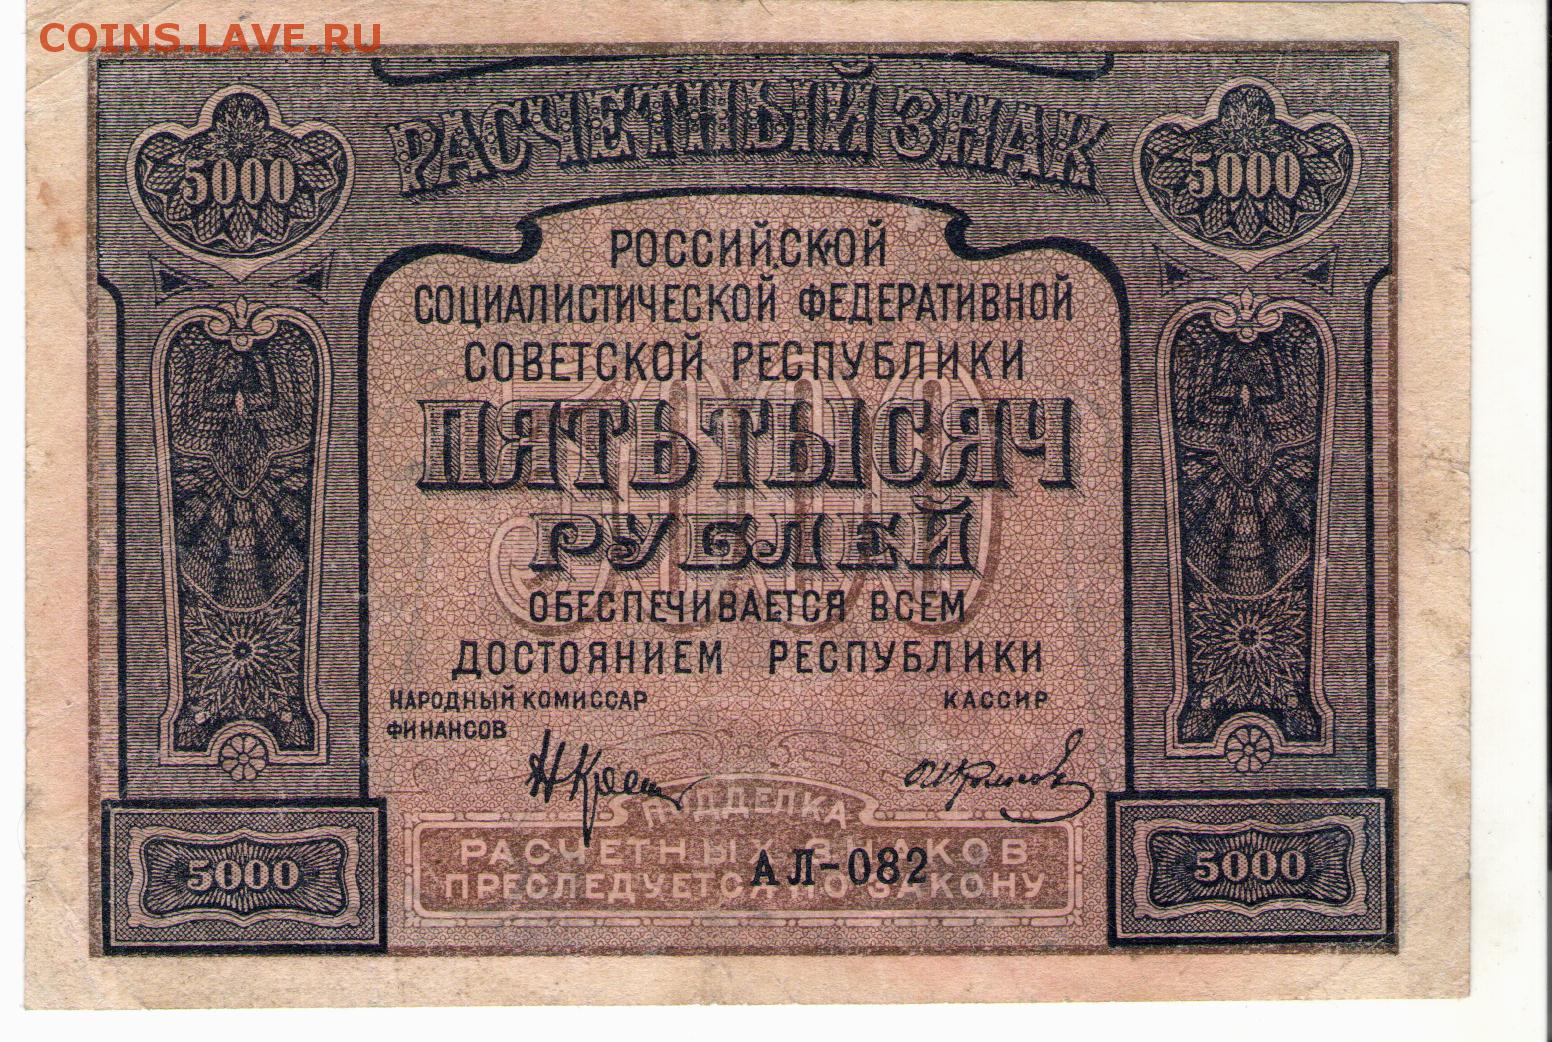 COINS.LAVE.RU
РАСЧЕТНЫЙ ЗНАК
5000 5000
РОССИЙСКОЙ
СОЦИАЛИСТИЧЕСКОЙ ФЕДЕРАТИВНОЙ
СОВЕТСКОЙ РЕСПУБЛИКИ
5000
ПЯТЬ ТЫСЯЧ
РУБЛЕЙ
ОБЕСПЕЧИВАЕТСЯ ВСЕМ
ДОСТОЯНИЕМ РЕСПУБЛИКИ
НАРОДНЫЙ КОМИССАР
ФИНАНСОВ
КАССИР
ПОДДЕЛКА
РАСЧЕТНЫХ ЗНАКОВ
ПРЕСЛЕДУЕТСЯ ПО ЗАКОНУ
АЛ-082
5000 5000